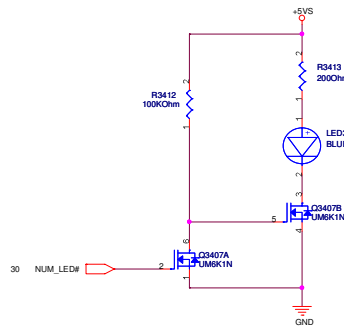 +5VS
2
R3413
200Ohm
1
2
R3412
100KOhm
1
1
+
LED
BLU
2
3
Q3407B
UM6K1N
5
4
6
Q3407A
UM6K1N
30 NUM_LED#
2
1
GND